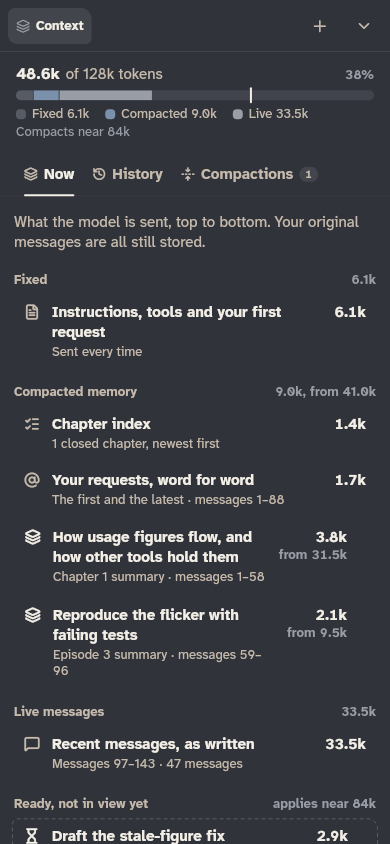 Context
48.6k of 128k tokens
38%
Fixed 6.1k
Compacted 9.0k
Live 33.5k
Compacts near 84k
Now
History
Compactions 1
What the model is sent, top to bottom. Your original
messages are all still stored.
Fixed
6.1k
Instructions, tools and your first
request
6.1k
Sent every time
Compacted memory
9.0k, from 41.0k
Chapter index
1.4k
1 closed chapter, newest first
Your requests, word for word
1.7k
The first and the latest · messages 1–88
How usage figures flow, and
how other tools hold them
3.8k
from 31.5k
Chapter 1 summary · messages 1–58
Reproduce the flicker with
failing tests
2.1k
from 9.5k
Episode 3 summary · messages 59–
96
Live messages
33.5k
Recent messages, as written
33.5k
Messages 97–143 · 47 messages
Ready, not in view yet
applies near 84k
Draft the stale-figure fix
2.9k